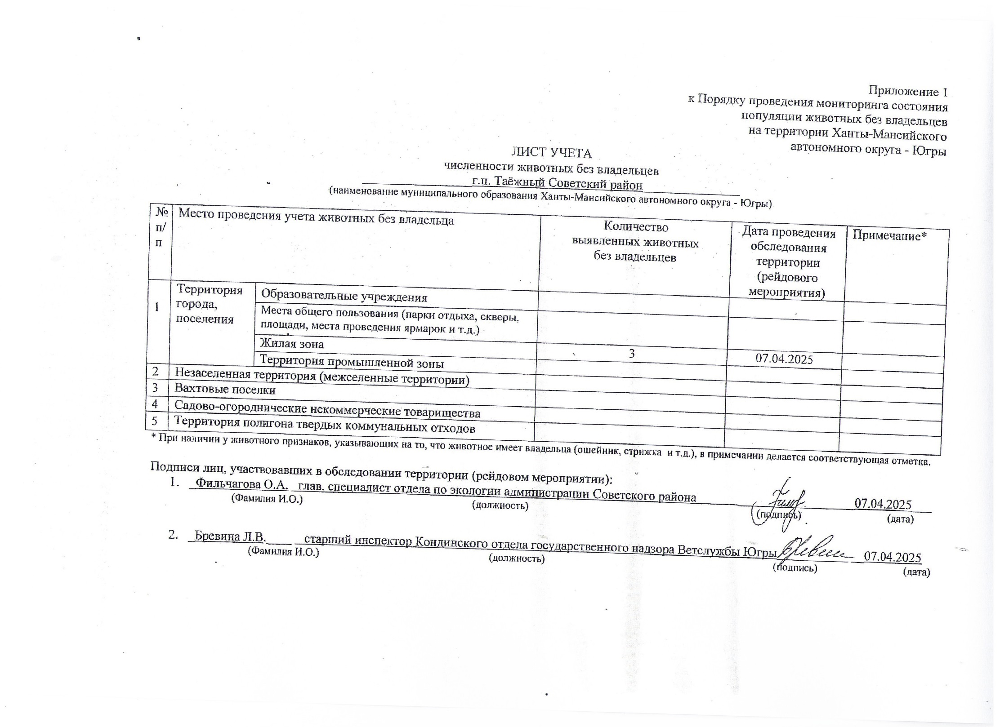 Приложение 1
к Порядку проведения мониторинга состояния
популяции животных без владельцев
на территории Ханты-Мансийского
автономного округа - Югры
ЛИСТ УЧЕТА
численности животных без владельцев
г.п. Таёжный Советский район
(наименование муниципального образования Ханты-Мансийского автономного округа - Югры)
№ п/п Место проведения учета животных без владельца Количество выявленных животных без владельцев Дата проведения обследования территории (рейдового мероприятия) Примечание*
1 Территория города, поселения Образовательные учреждения
Места общего пользования (парки отдыха, скверы,
площади, места проведения ярмарок и т.д.)
Жилая зона 3 07.04.2025
Территория промышленной зоны
2 Незаселенная территория (межселенные территории)
3 Вахтовые поселки
4 Садово-огороднические некоммерческие товарищества
5 Территория полигона твердых коммунальных отходов
* При наличии у животного признаков, указывающих на то, что животное имеет владельца (ошейник, стрижка и т.д.), в примечании делается соответствующая отметка.
Подписи лиц, участвовавших в обследовании территории (рейдовом мероприятии):
1. Фильчагова О.А. глав. специалист отдела по экологии администрации Советского района 07.04.2025
(Фамилия И.О.) (должность) (подпись) (дата)
2. Бревина Л.В. старший инспектор Кондинского отдела государственного надзора Ветслужбы Югры 07.04.2025
(Фамилия И.О.) (должность) (подпись) (дата)